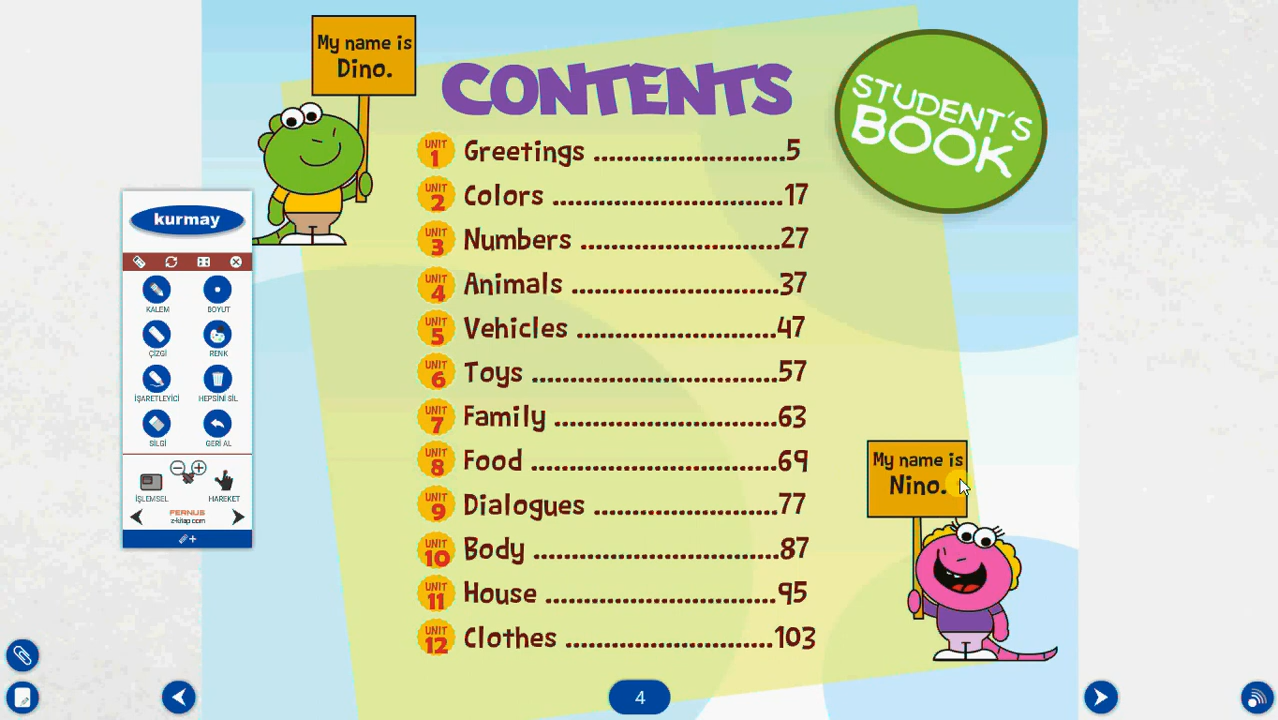 My name is
Dino.
CONTENTS
STUDENT'S
BOOK
UNIT 1 Greetings ..........................5
UNIT 2 Colors ...............................17
UNIT 3 Numbers ...........................27
UNIT 4 Animals ............................37
UNIT 5 Vehicles ...........................47
UNIT 6 Toys .................................57
UNIT 7 Family ..............................63
UNIT 8 Food .................................69
UNIT 9 Dialogues .........................77
UNIT 10 Body .................................87
UNIT 11 House ...............................95
UNIT 12 Clothes .............................103
My name is
Nino.
kurmay
KALEM BOYUT
ÇİZGİ RENK
İŞARETLEYİCİ HEPSİNİ SİL
SİLGİ GERİ AL
İŞLEMSEL HAREKET
FERNUS
z-kitap.com
4